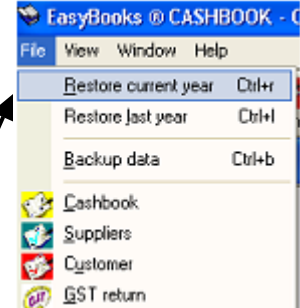 EasyBooks ® CASHBOOK -
File View Window Help
Restore current year Ctrl+r
Restore last year Ctrl+l
Backup data Ctrl+b
Cashbook
Suppliers
Customer
GST GST return